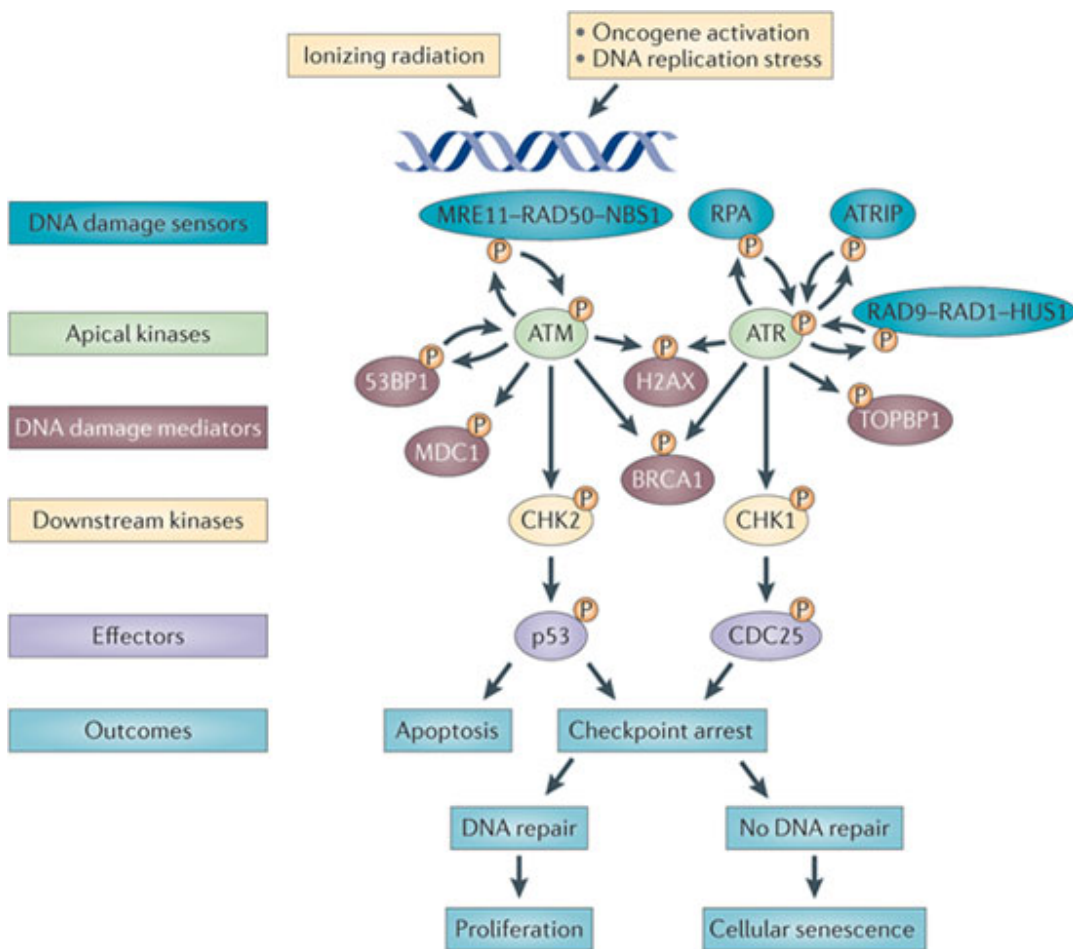 Ionizing radiation
• Oncogene activation
• DNA replication stress
DNA damage sensors
MRE11–RAD50–NBS1
RPA
ATRIP
P
P
P
RAD9–RAD1–HUS1
P
Apical kinases
ATM
P
ATR
P
53BP1
P
H2AX
P
DNA damage mediators
MDC1
P
BRCA1
P
TOPBP1
P
Downstream kinases
CHK2
P
CHK1
P
Effectors
p53
P
CDC25
P
Outcomes
Apoptosis
Checkpoint arrest
DNA repair
No DNA repair
Proliferation
Cellular senescence